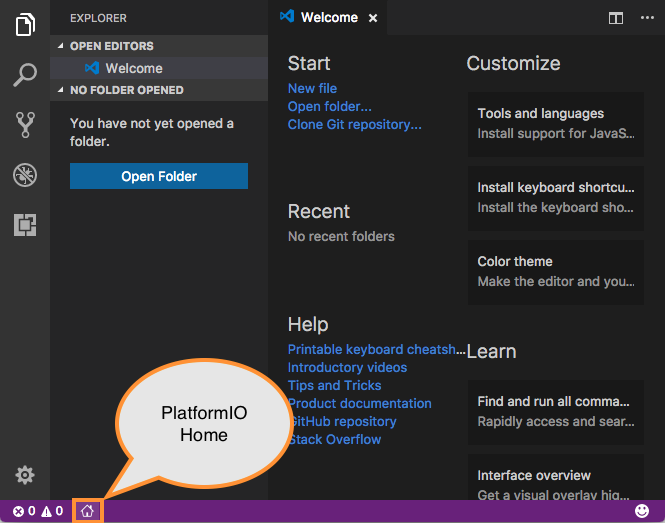 EXPLORER
OPEN EDITORS
Welcome
NO FOLDER OPENED
You have not yet opened a
folder.
Open Folder
Welcome
Start
New file
Open folder...
Clone Git repository...
Recent
No recent folders
Help
Printable keyboard cheatsh...
Introductory videos
Tips and Tricks
Product documentation
GitHub repository
Stack Overflow
Customize
Tools and languages
Install support for JavaS...
Install keyboard shortcu...
Install the keyboard sho...
Color theme
Make the editor and you...
Learn
Find and run all comma...
Rapidly access and sear...
Interface overview
Get a visual overlay hig...
PlatformIO
Home
0 0